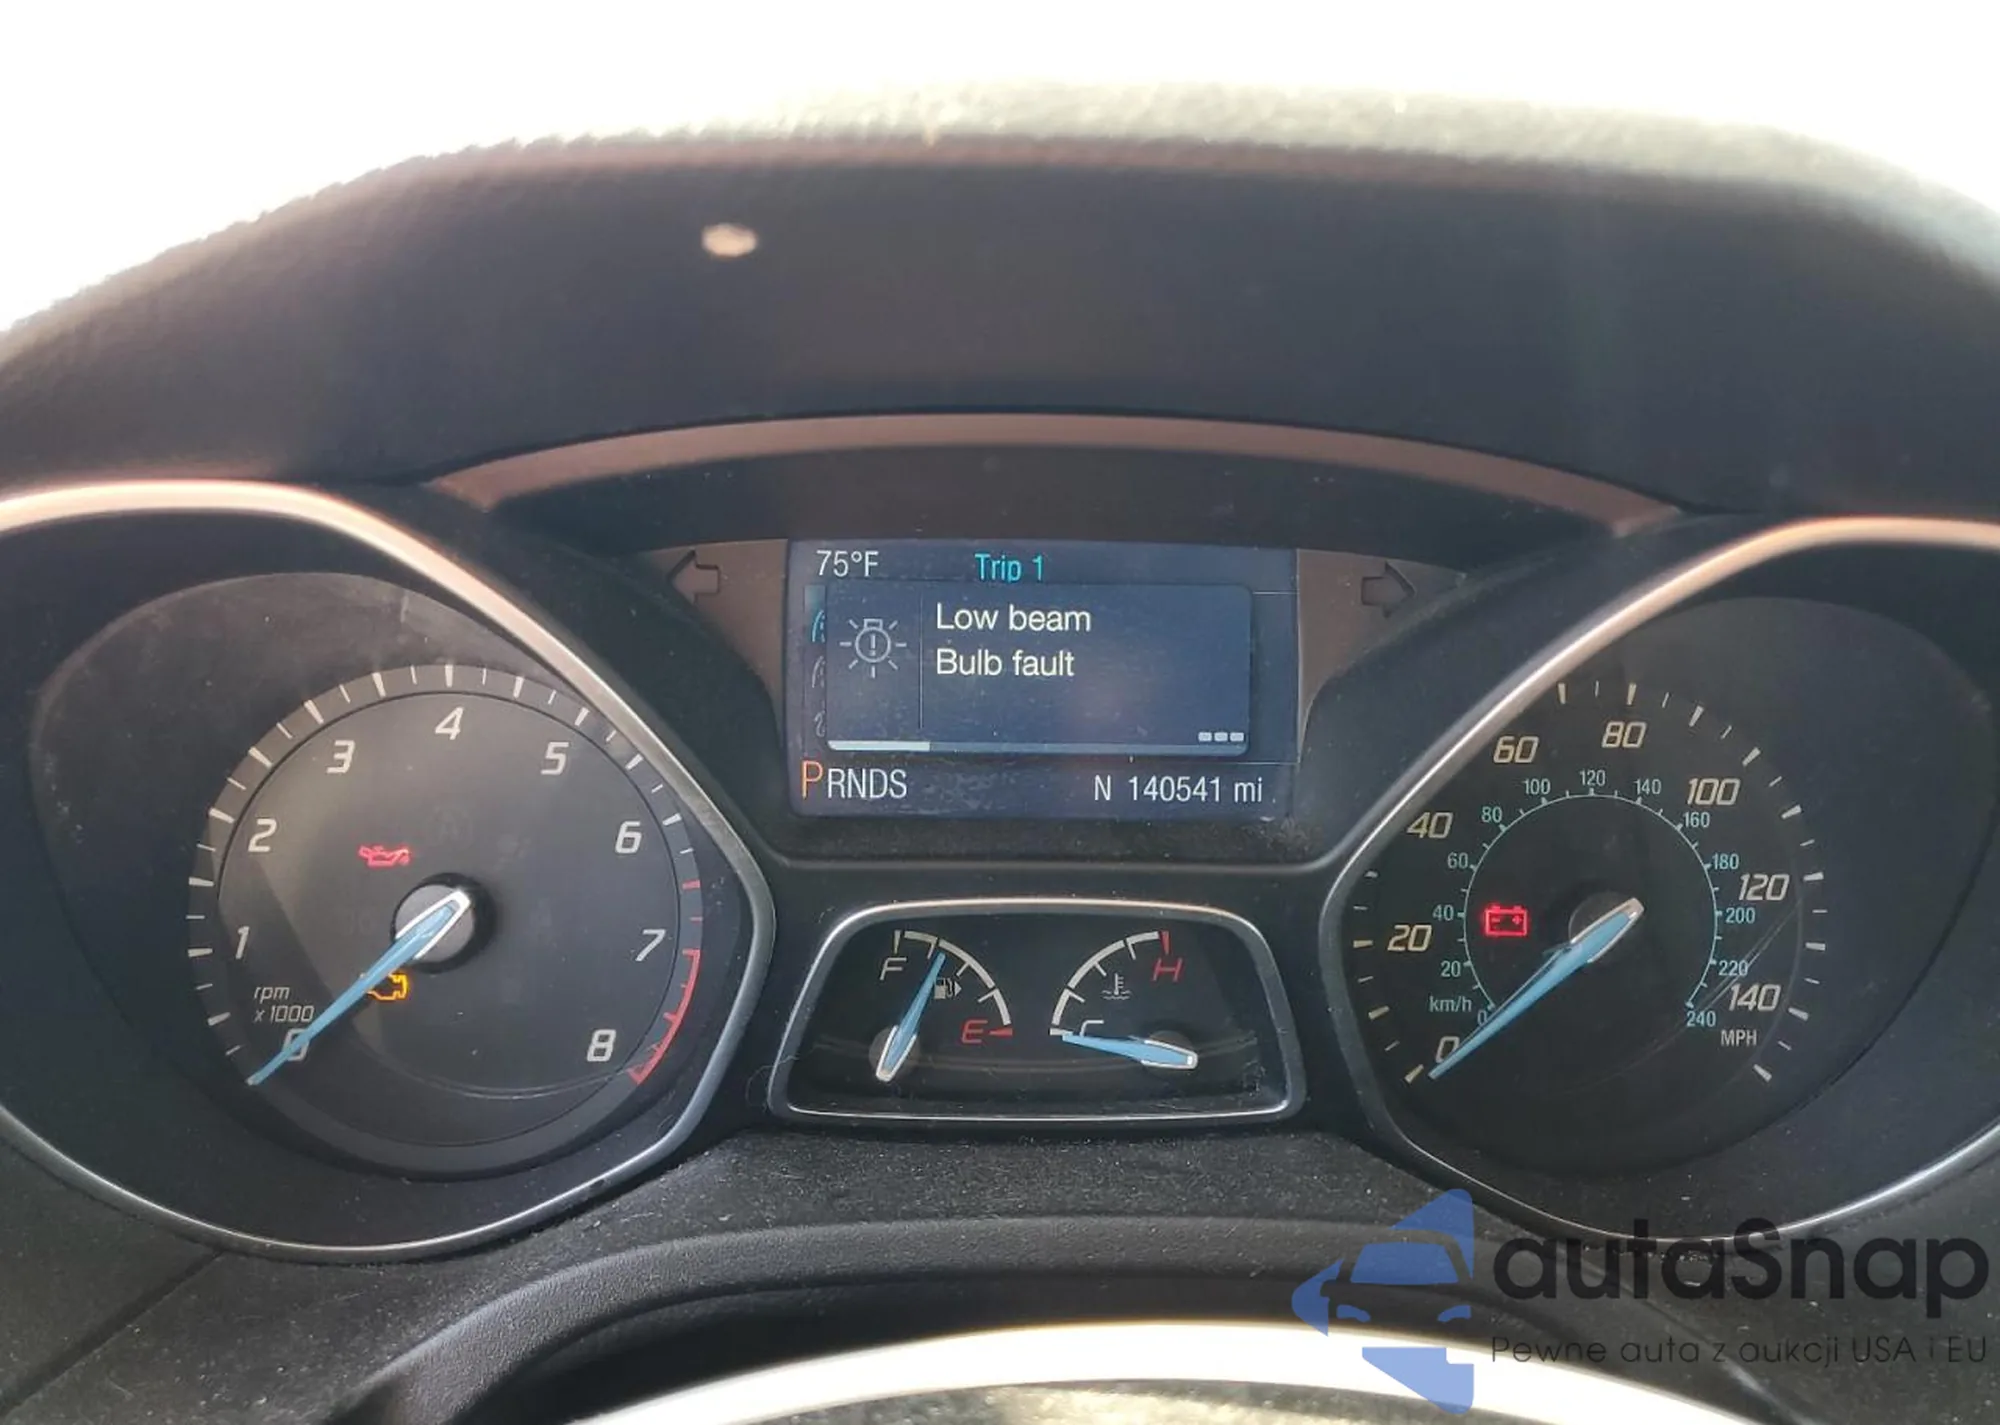 75°F Trip 1
Low beam
Bulb fault
PRNDS N 140541 mi
0 1 2 3 4 5 6 7 8
rpm
x 1000
F E
C H
0 20 40 60 80 100 120 140
MPH
0 20 40 60 80 100 120 140 160 180 200 220 240
km/h
autaSnap
Pewne auta z aukcji USA i EU